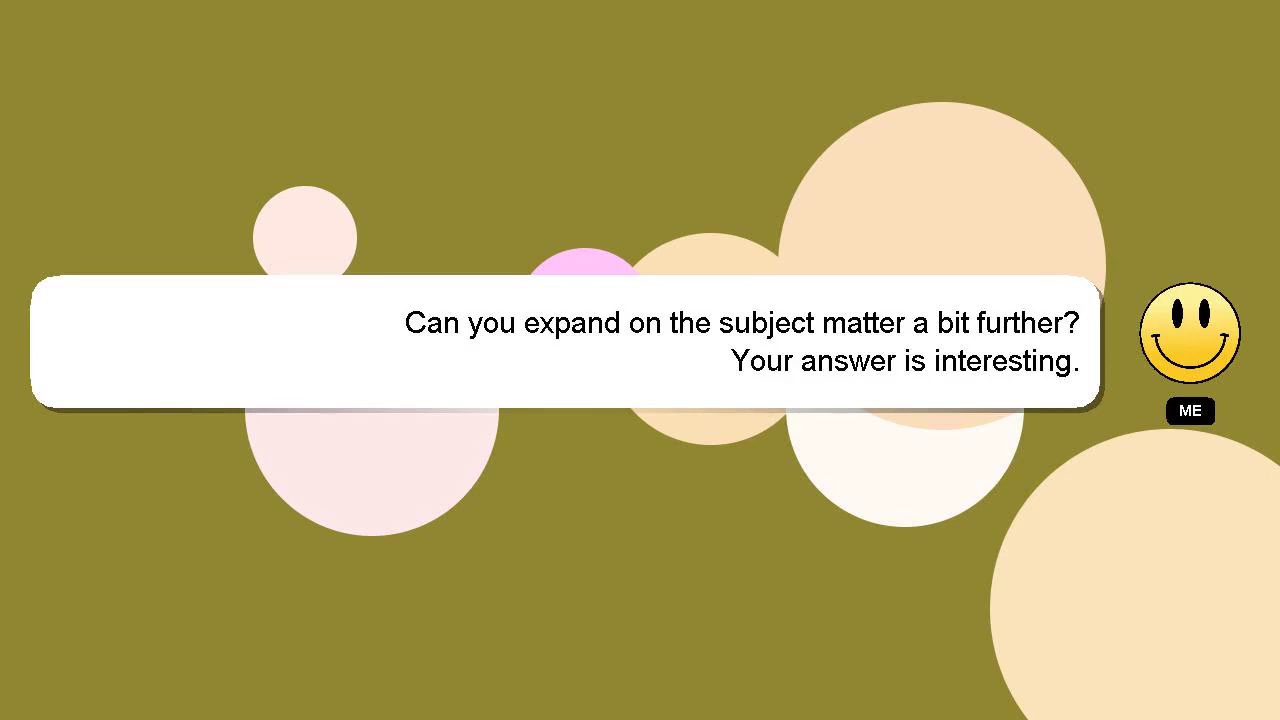 Can you expand on the subject matter a bit further?
Your answer is interesting.
ME